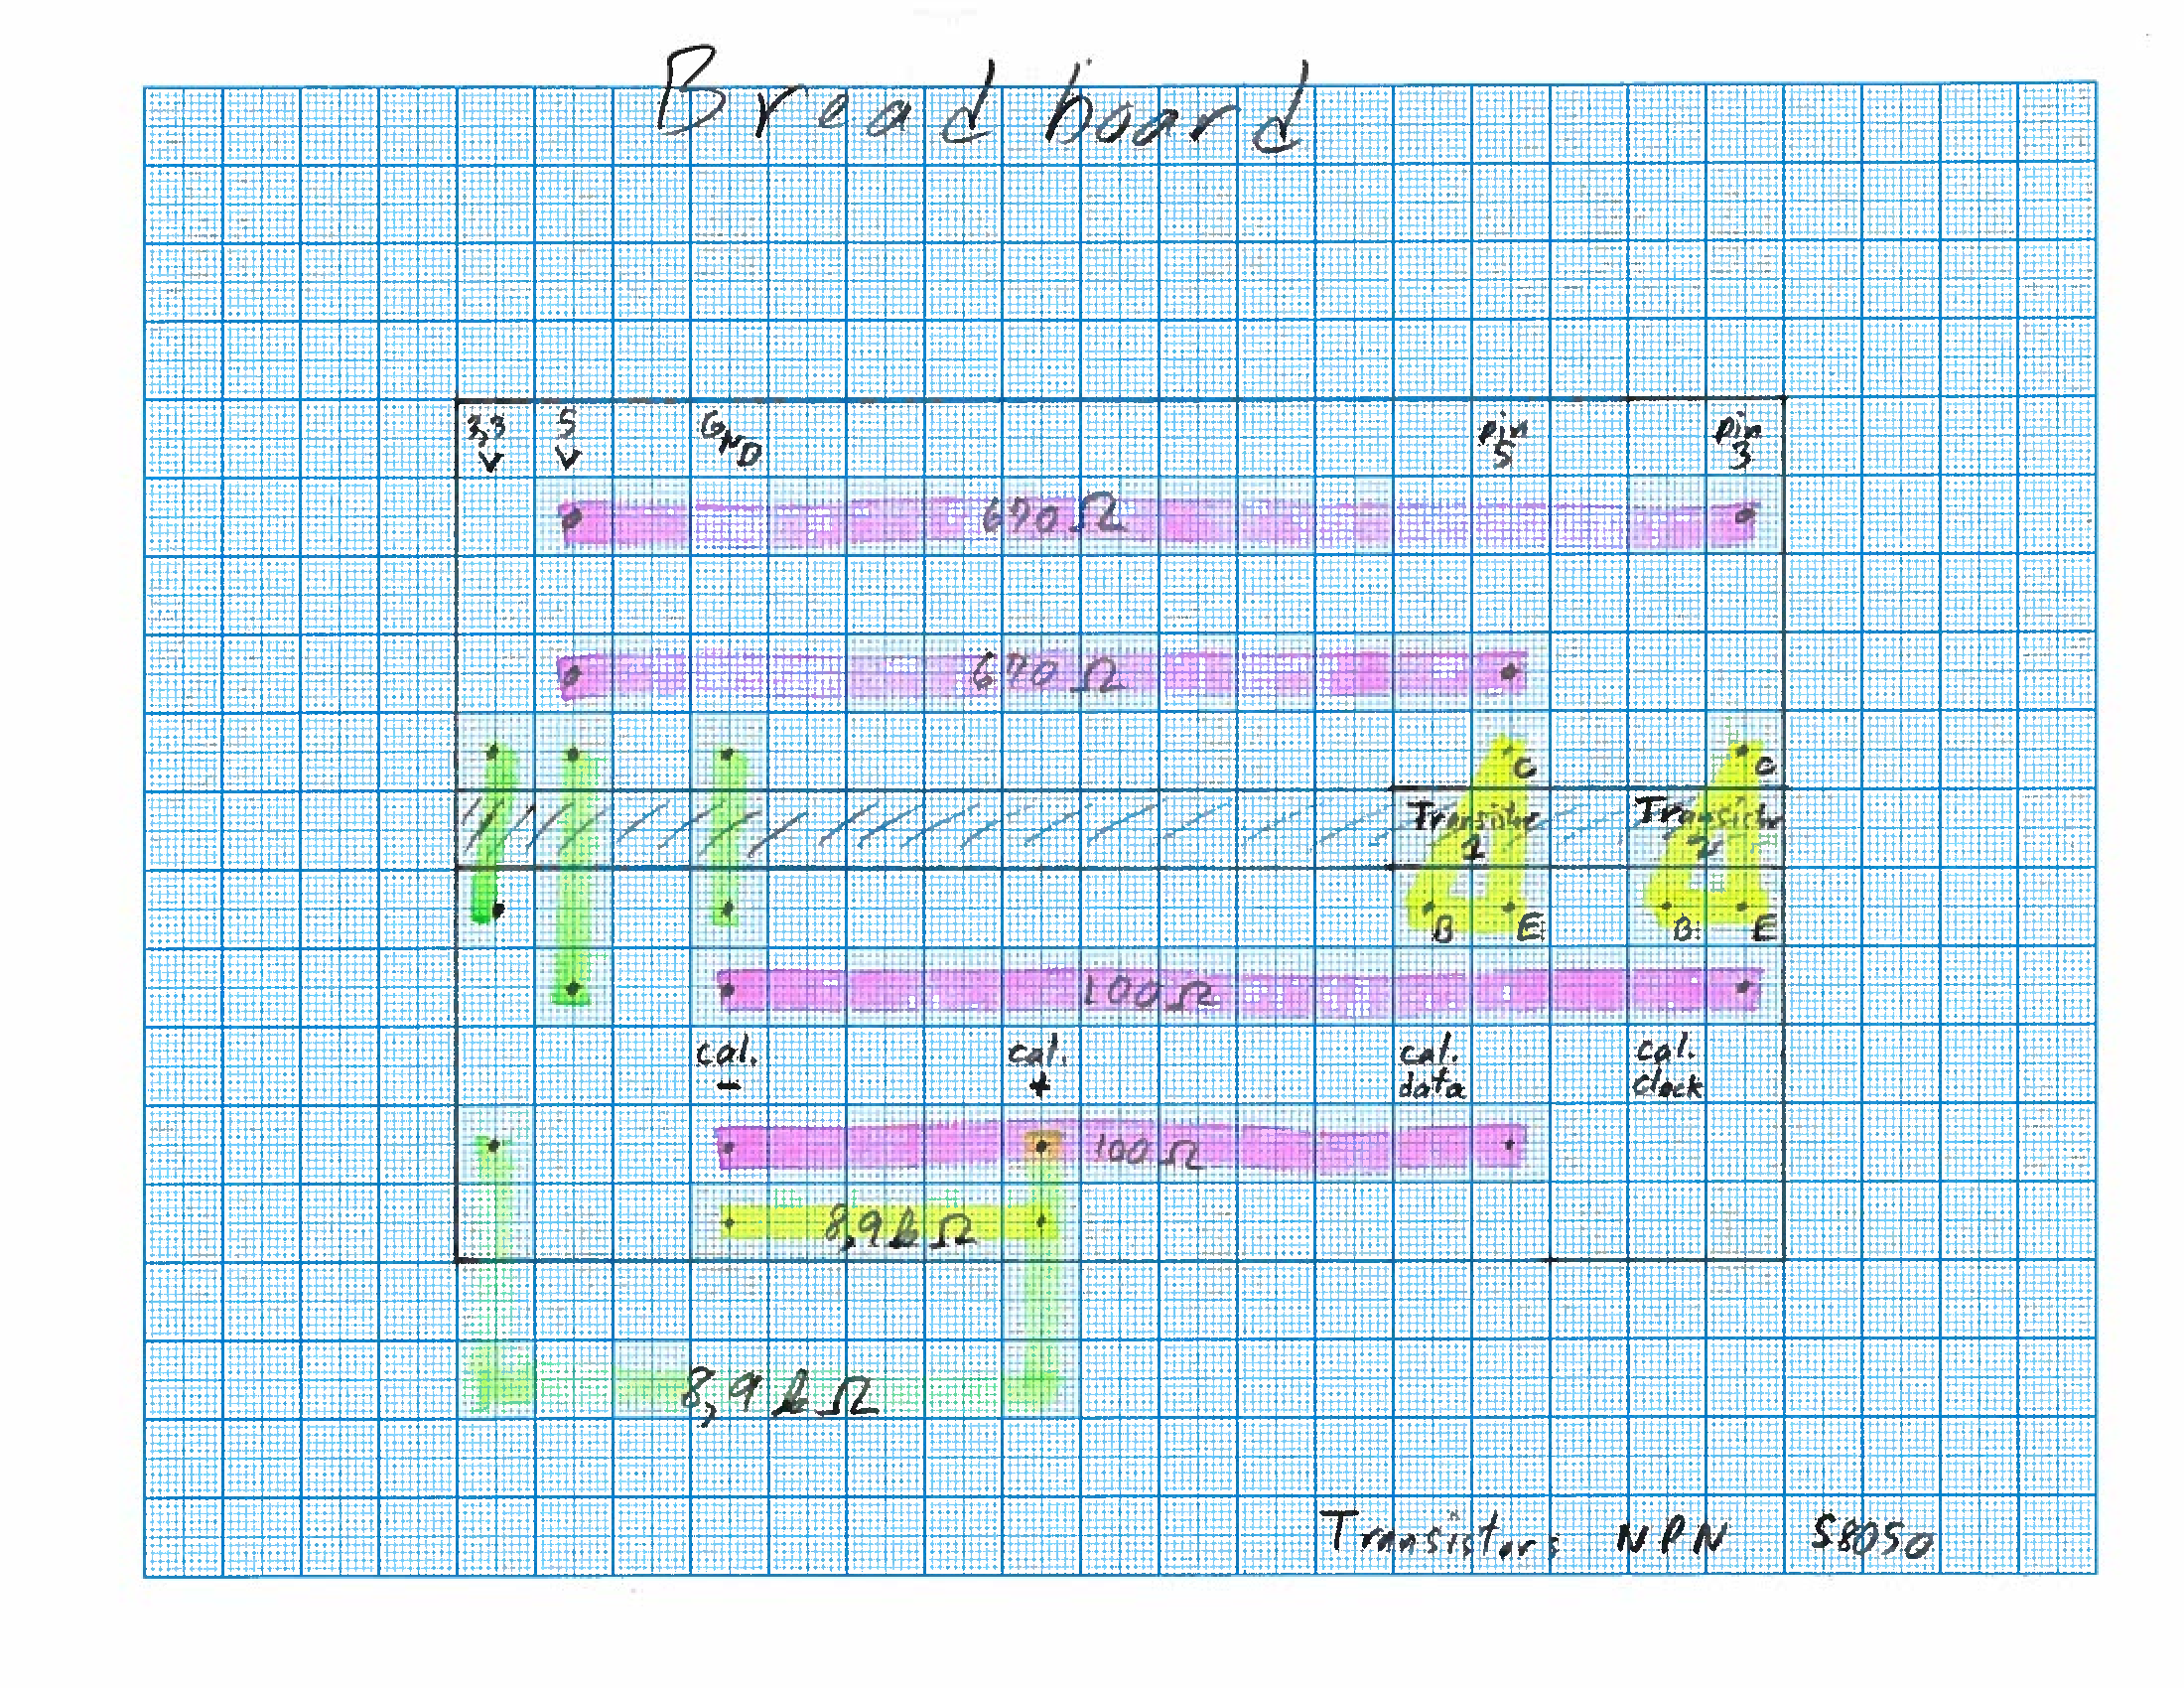 Bread board
3,3 V
5 V
GND
pin 5
pin 3
670 Ω
670 Ω
C
C
Transistor 1
Transistor 2
B
E
B
E
100 Ω
cal. -
cal. +
cal. data
cal. clock
100 Ω
8,9 k Ω
8,9 k Ω
Transistor: NPN S8050